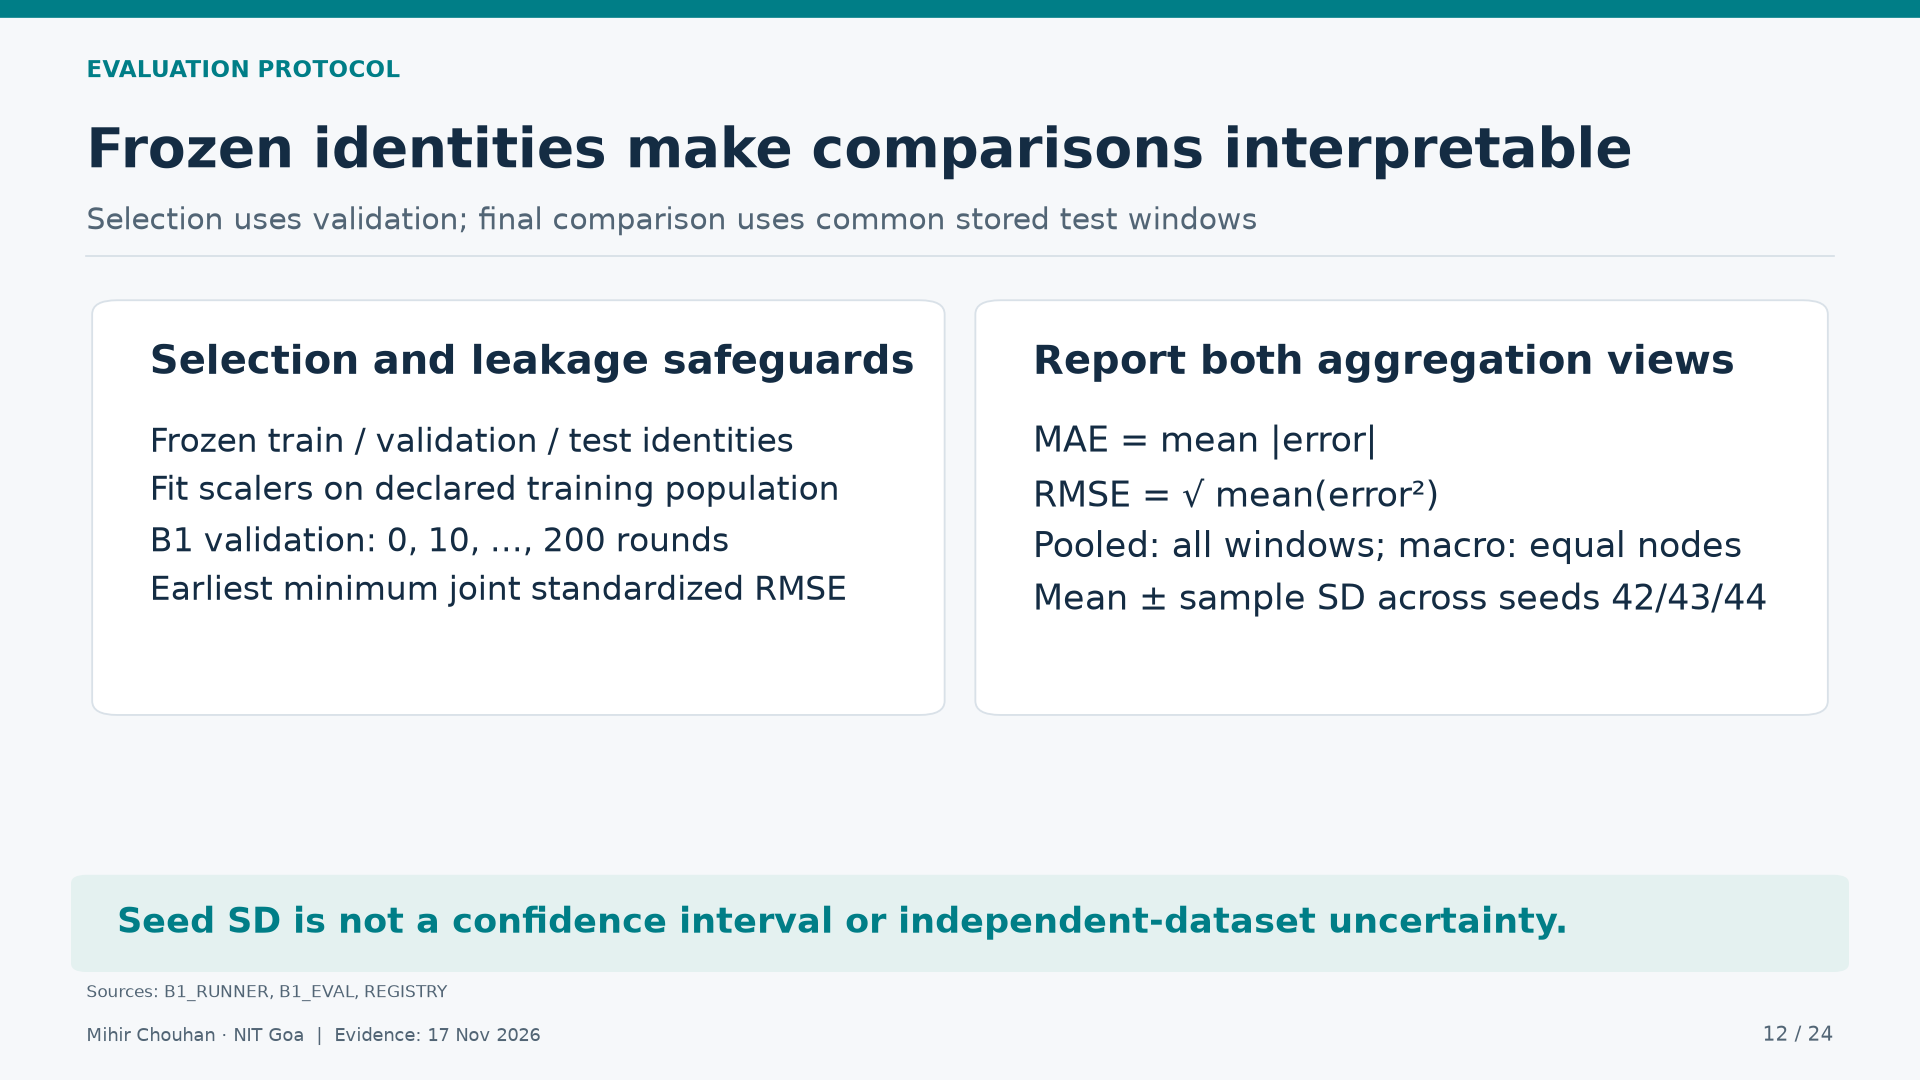 EVALUATION PROTOCOL
Frozen identities make comparisons interpretable
Selection uses validation; final comparison uses common stored test windows
Selection and leakage safeguards
Frozen train / validation / test identities
Fit scalers on declared training population
B1 validation: 0, 10, …, 200 rounds
Earliest minimum joint standardized RMSE
Report both aggregation views
MAE = mean |error|
RMSE = √ mean(error²)
Pooled: all windows; macro: equal nodes
Mean ± sample SD across seeds 42/43/44
Seed SD is not a confidence interval or independent-dataset uncertainty.
Sources: B1_RUNNER, B1_EVAL, REGISTRY
Mihir Chouhan · NIT Goa | Evidence: 17 Nov 2026
12 / 24